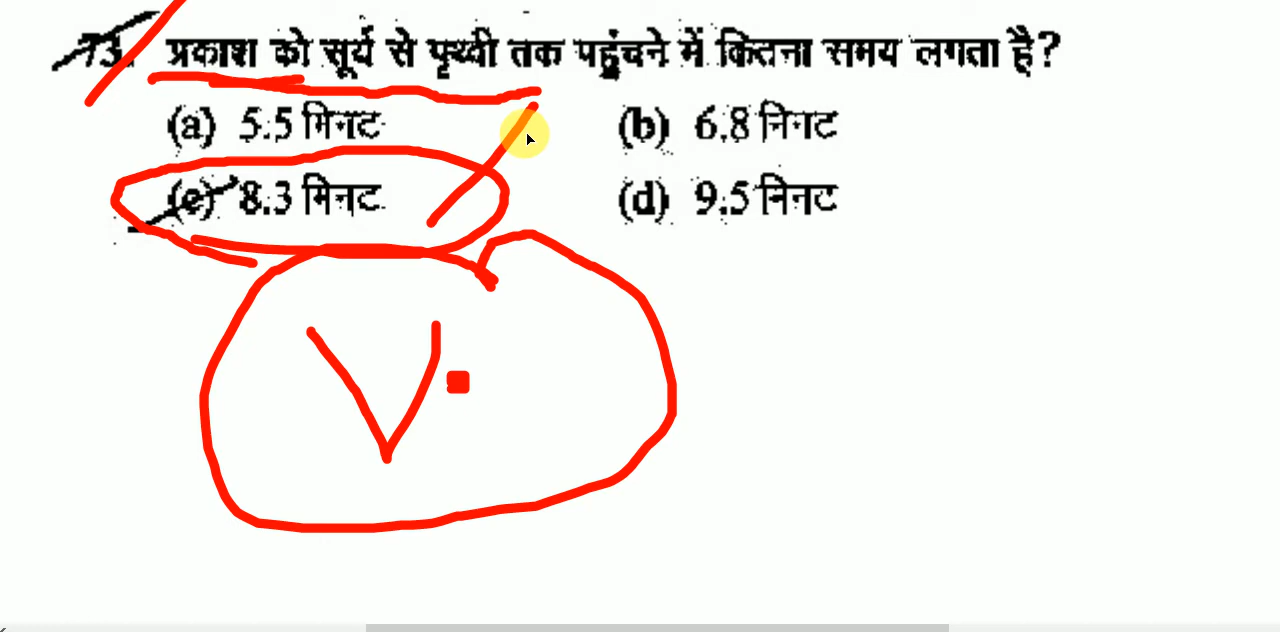 73. प्रकाश को सूर्य से पृथ्वी तक पहुंचने में कितना समय लगता है?
(a) 5.5 मिनट (b) 6.8 मिनट
(c) 8.3 मिनट (d) 9.5 मिनट
V.